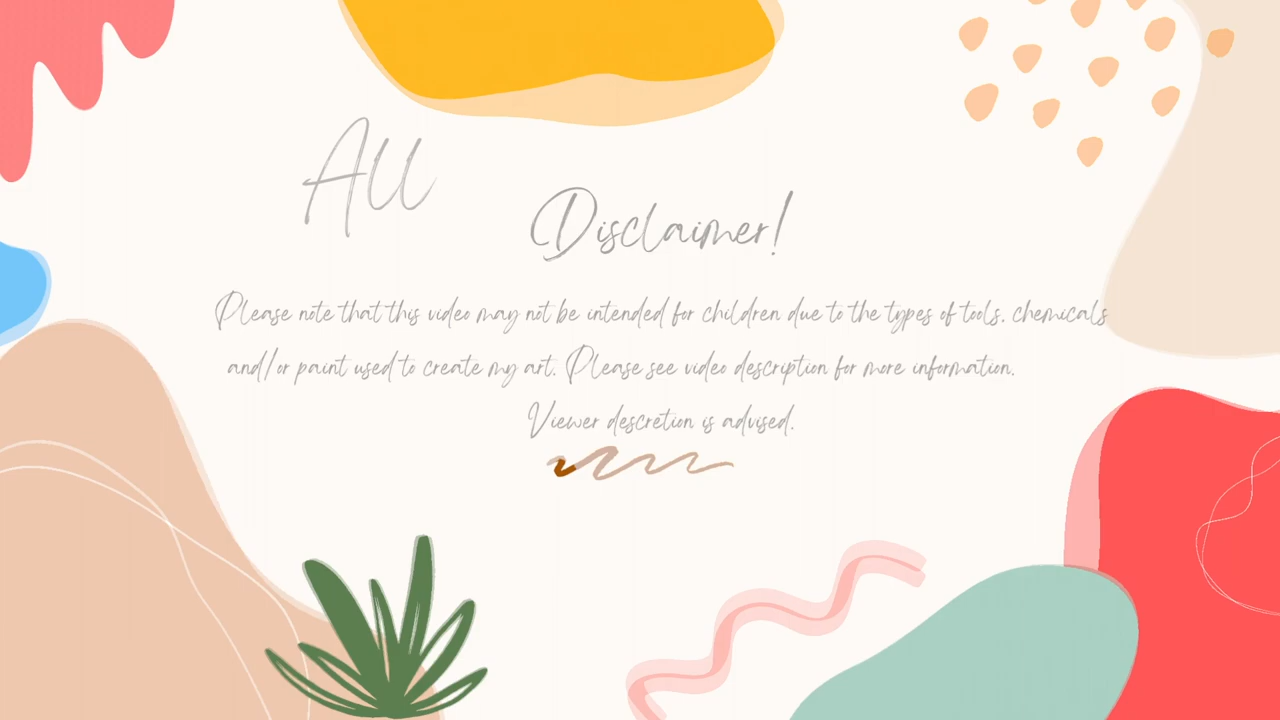 All
Disclaimer!
Please note that this video may not be intended for children due to the types of tools, chemicals
and/or paint used to create my art. Please see video description for more information.
Viewer descretion is advised.